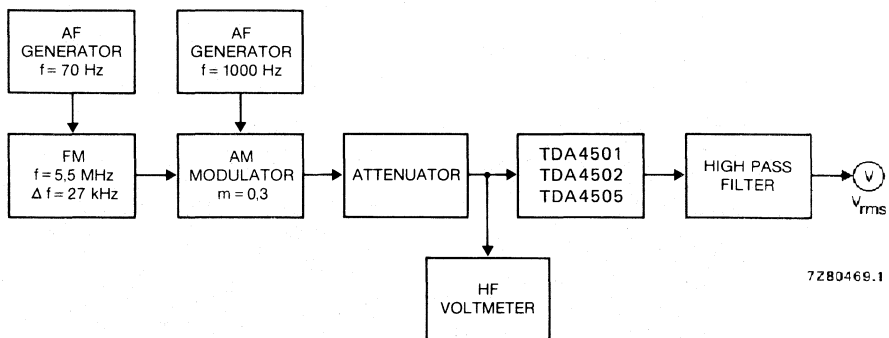 AF
GENERATOR
f = 70 Hz
AF
GENERATOR
f = 1000 Hz
FM
f = 5,5 MHz
Δ f = 27 kHz
AM
MODULATOR
m = 0,3
ATTENUATOR
TDA4501
TDA4502
TDA4505
HIGH PASS
FILTER
V
Vrms
HF
VOLTMETER
7Z80469.1